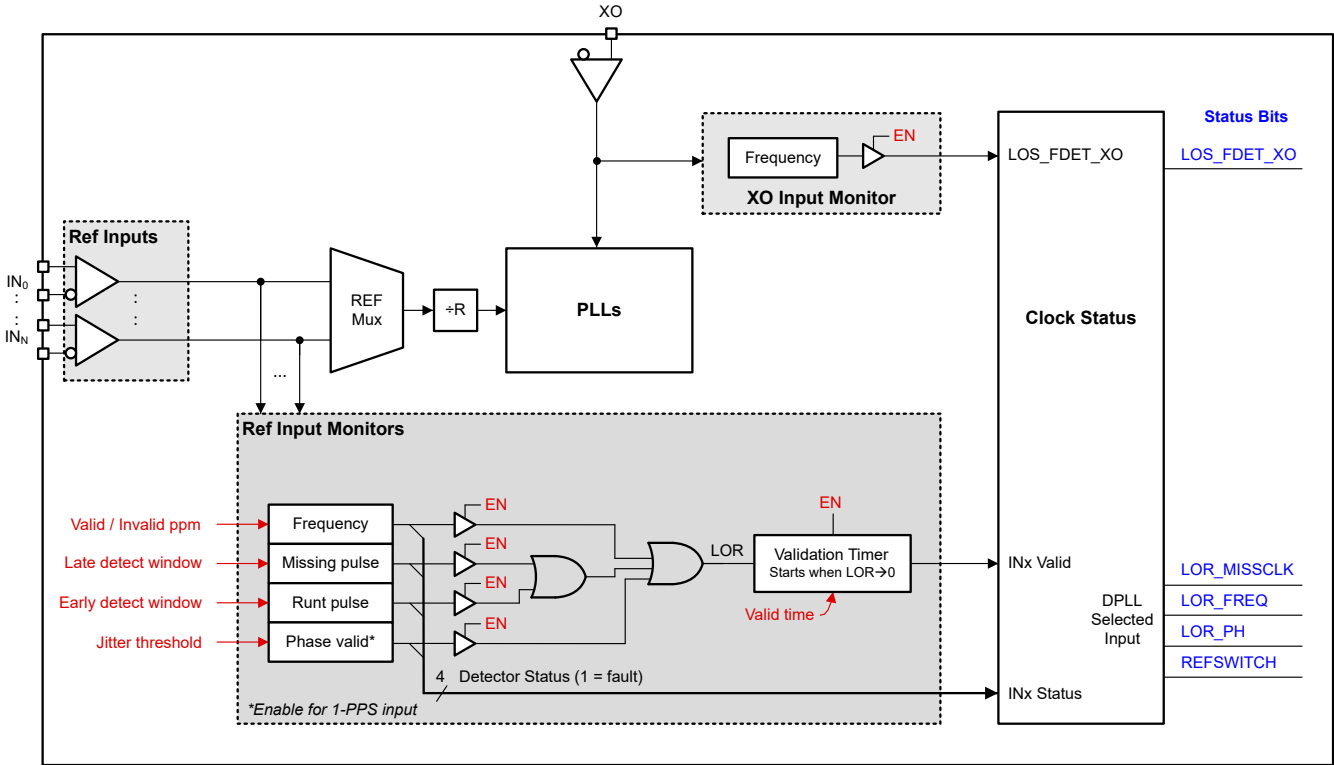 XO
Status Bits
EN
Frequency
LOS_FDET_XO
LOS_FDET_XO
XO Input Monitor
Ref Inputs
IN0
:
:
INN
:
:
:
:
REF
Mux
÷R
PLLs
Clock Status
...
Ref Input Monitors
Valid / Invalid ppm
Frequency
EN
Late detect window
Missing pulse
EN
Early detect window
Runt pulse
EN
Jitter threshold
Phase valid*
EN
LOR
EN
Validation Timer
Starts when LOR→0
Valid time
INx Valid
DPLL
Selected
Input
LOR_MISSCLK
LOR_FREQ
LOR_PH
REFSWITCH
4 Detector Status (1 = fault)
INx Status
*Enable for 1-PPS input